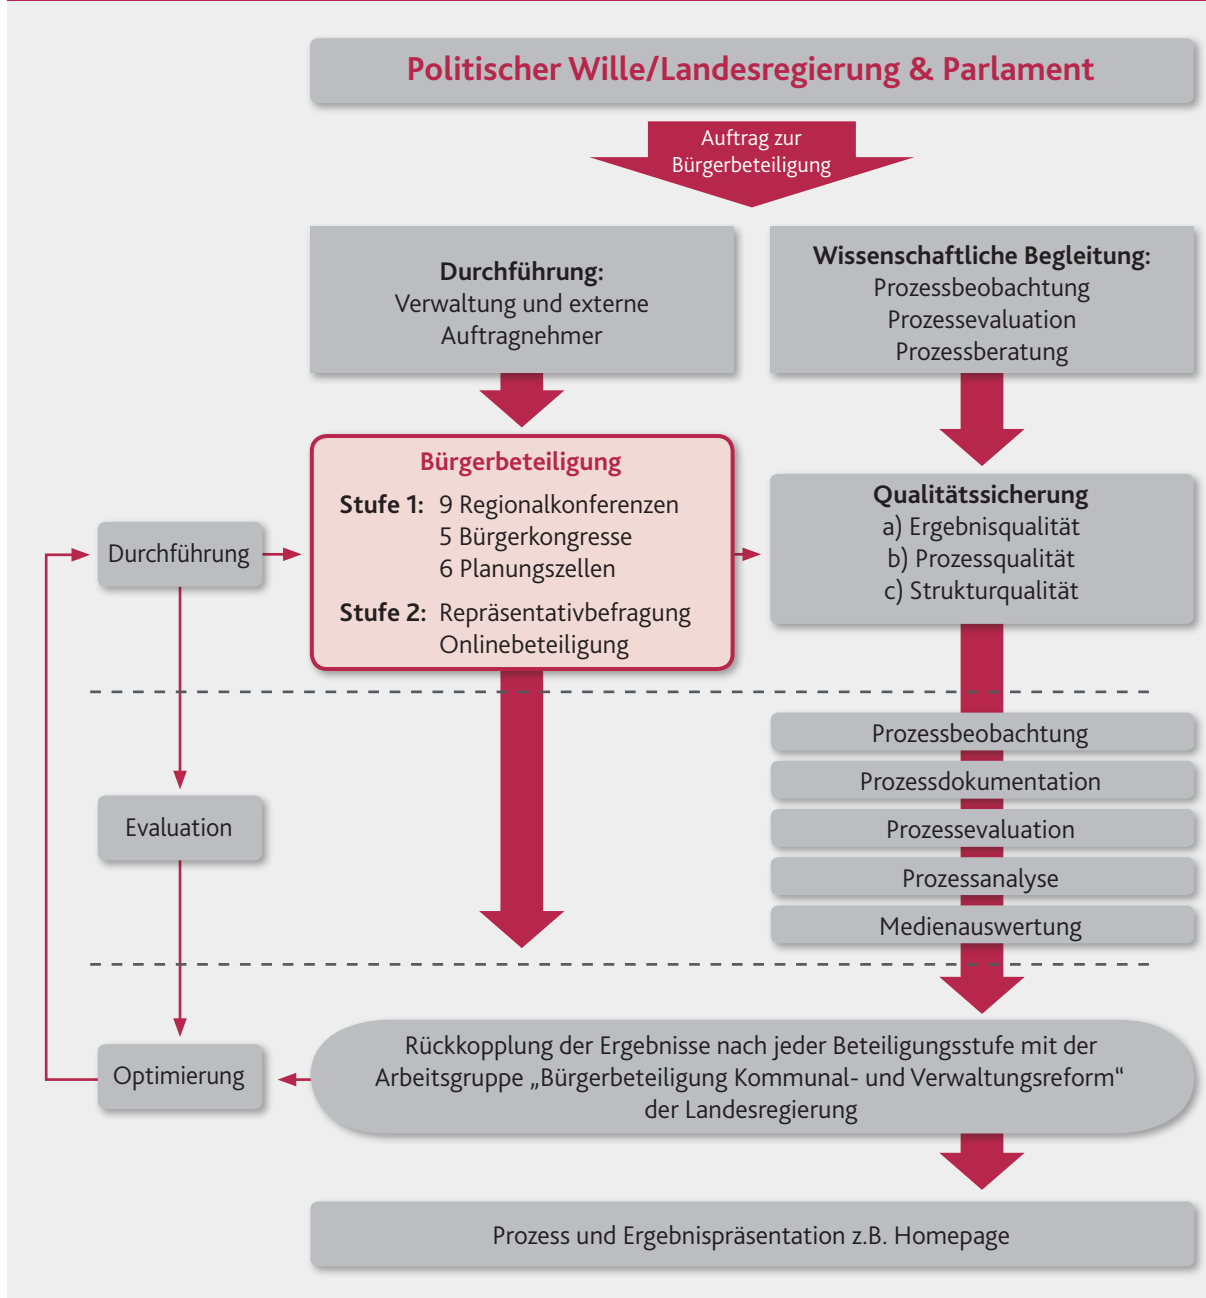 Politischer Wille/Landesregierung & Parlament
Auftrag zur
Bürgerbeteiligung
Durchführung:
Verwaltung und externe
Auftragnehmer
Wissenschaftliche Begleitung:
Prozessbeobachtung
Prozessevaluation
Prozessberatung
Bürgerbeteiligung
Stufe 1: 9 Regionalkonferenzen
5 Bürgerkongresse
6 Planungszellen
Stufe 2: Repräsentativbefragung
Onlinebeteiligung
Qualitätssicherung
a) Ergebnisqualität
b) Prozessqualität
c) Strukturqualität
Durchführung
Evaluation
Optimierung
Prozessbeobachtung
Prozessdokumentation
Prozessevaluation
Prozessanalyse
Medienauswertung
Rückkopplung der Ergebnisse nach jeder Beteiligungsstufe mit der
Arbeitsgruppe „Bürgerbeteiligung Kommunal- und Verwaltungsreform“
der Landesregierung
Prozess und Ergebnispräsentation z.B. Homepage